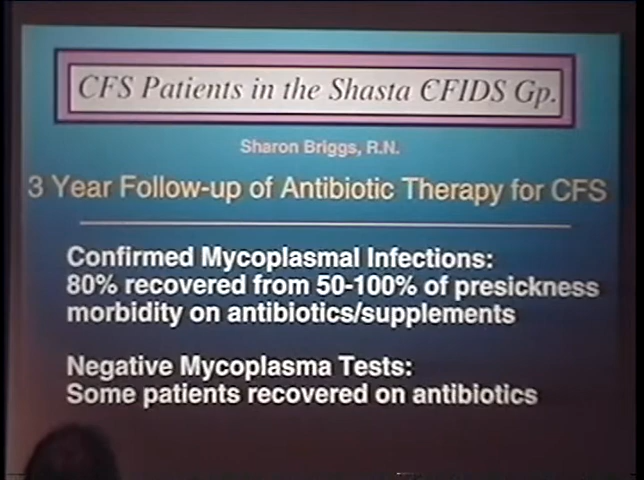 CFS Patients in the Shasta CFIDS Gp.
Sharon Briggs, R.N.
3 Year Follow-up of Antibiotic Therapy for CFS
Confirmed Mycoplasmal Infections:
80% recovered from 50-100% of presickness
morbidity on antibiotics/supplements
Negative Mycoplasma Tests:
Some patients recovered on antibiotics